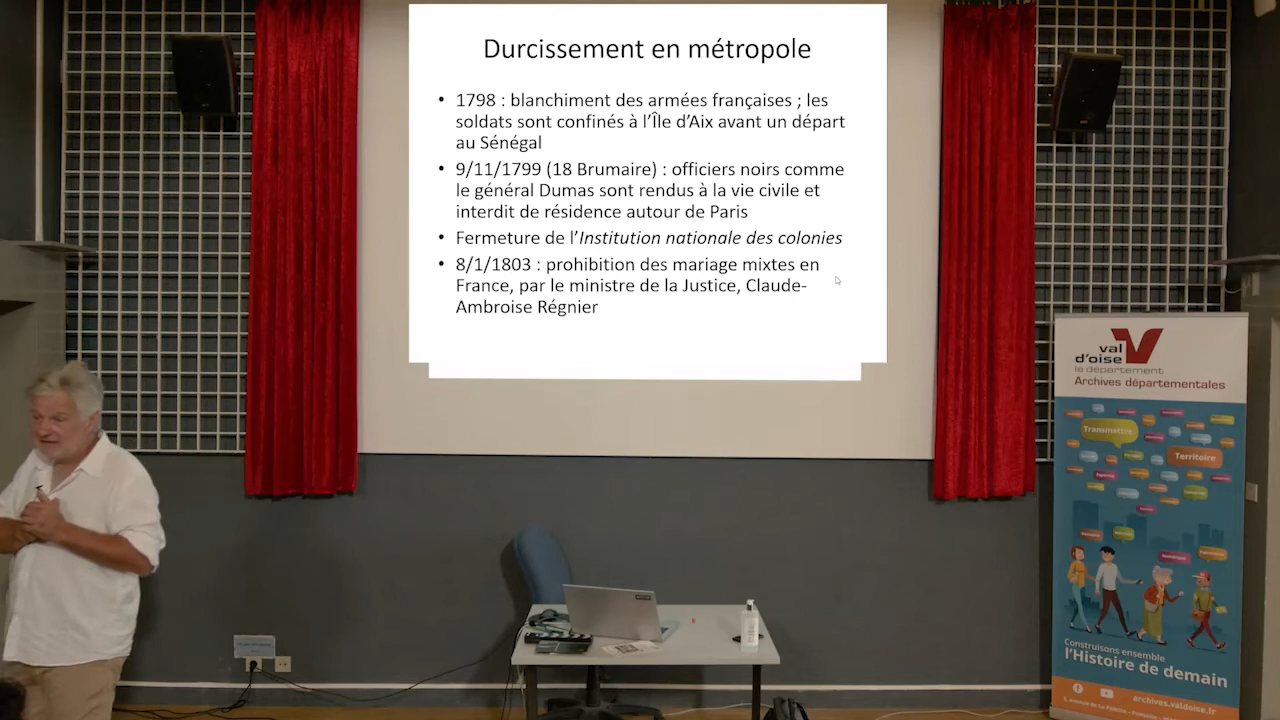 Durcissement en métropole
• 1798 : blanchiment des armées françaises ; les
soldats sont confinés à l'Île d'Aix avant un départ
au Sénégal
• 9/11/1799 (18 Brumaire) : officiers noirs comme
le général Dumas sont rendus à la vie civile et
interdit de résidence autour de Paris
• Fermeture de l'Institution nationale des colonies
• 8/1/1803 : prohibition des mariage mixtes en
France, par le ministre de la Justice, Claude-
Ambroise Régnier
val
d'oise
le département
Archives départementales
Transmettre
Territoire
Construisons ensemble
l'Histoire de demain
archives.valdoise.fr